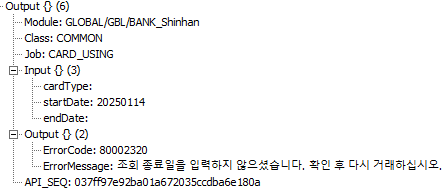 Output {} (6)
Module: GLOBAL/GBL/BANK_Shinhan
Class: COMMON
Job: CARD_USING
Input {} (3)
cardType:
startDate: 20250114
endDate:
Output {} (2)
ErrorCode: 80002320
ErrorMessage: 조회 종료일을 입력하지 않으셨습니다. 확인 후 다시 거래하십시오.
API_SEQ: 037ff97e92ba01a672035ccdba6e180a